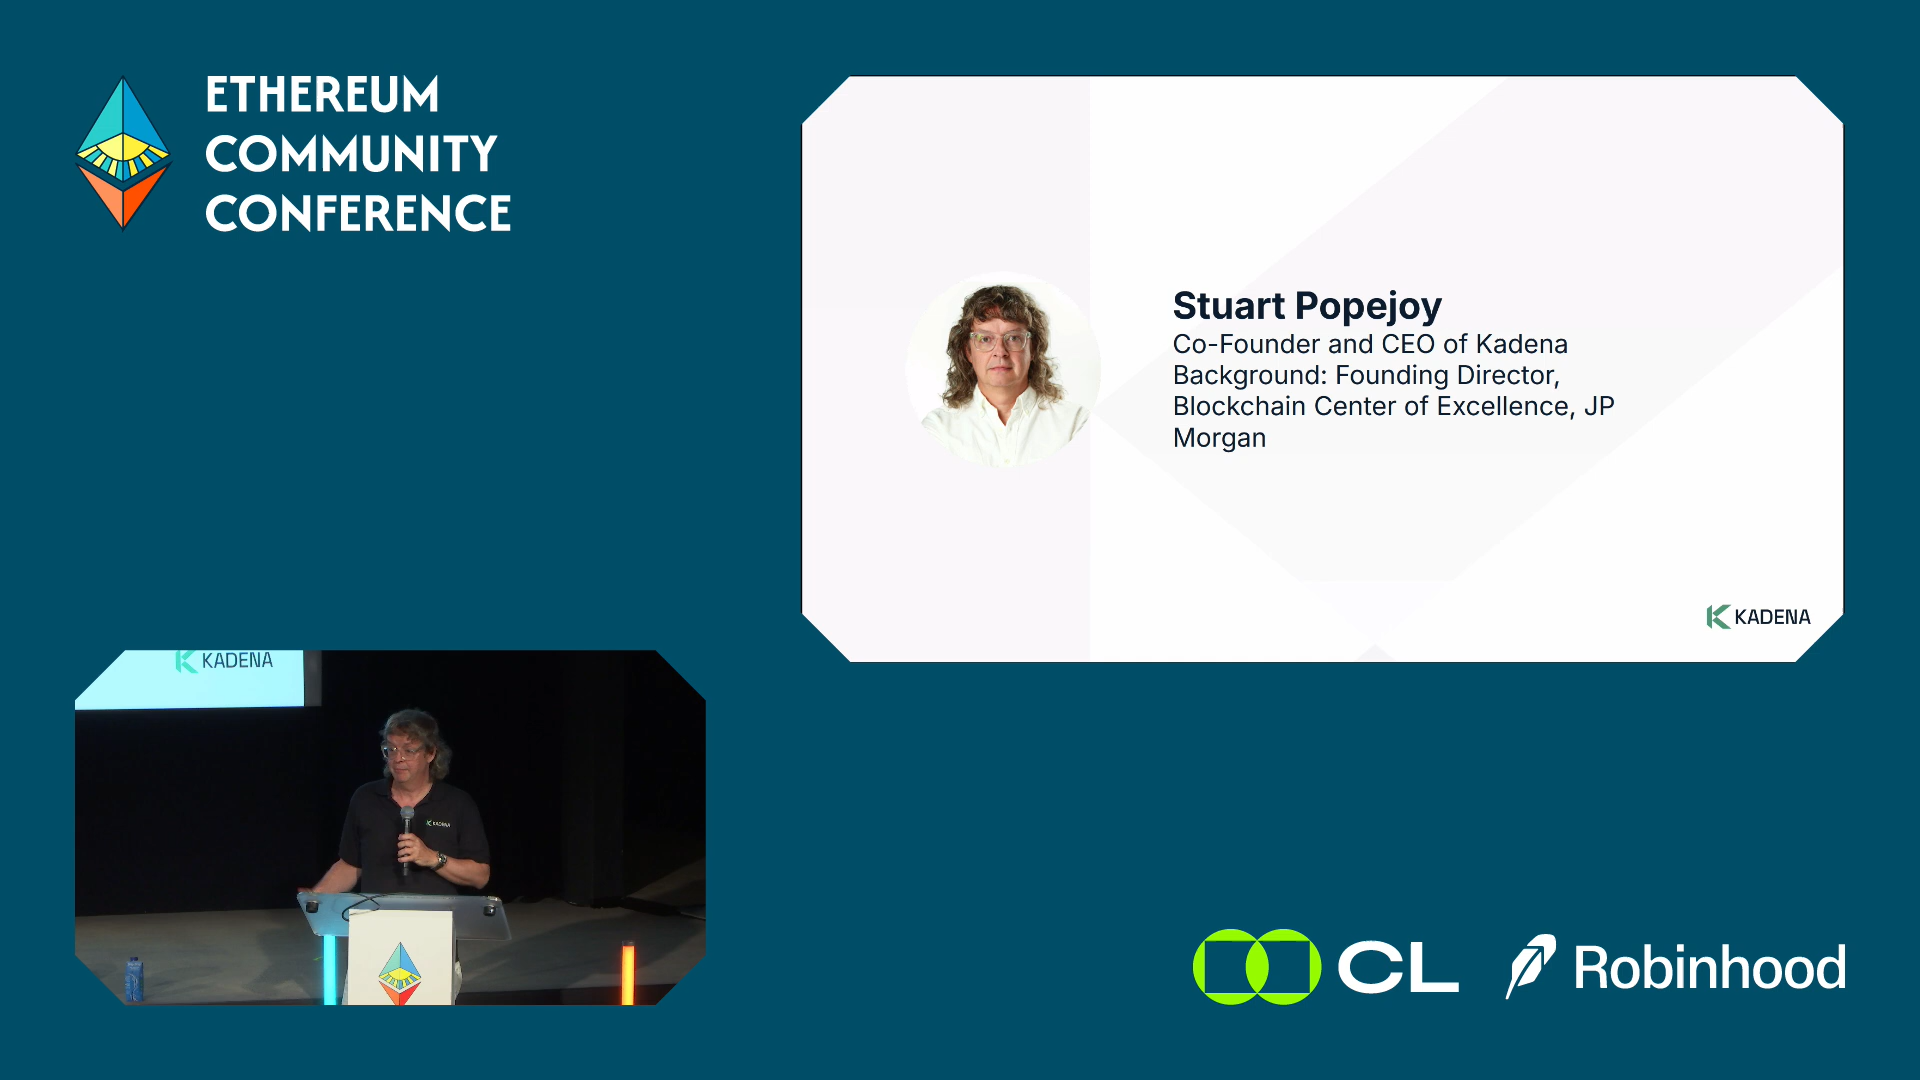 ETHEREUM
COMMUNITY
CONFERENCE
Stuart Popejoy
Co-Founder and CEO of Kadena
Background: Founding Director,
Blockchain Center of Excellence, JP
Morgan
KADENA
KADENA
KADENA
CL
Robinhood